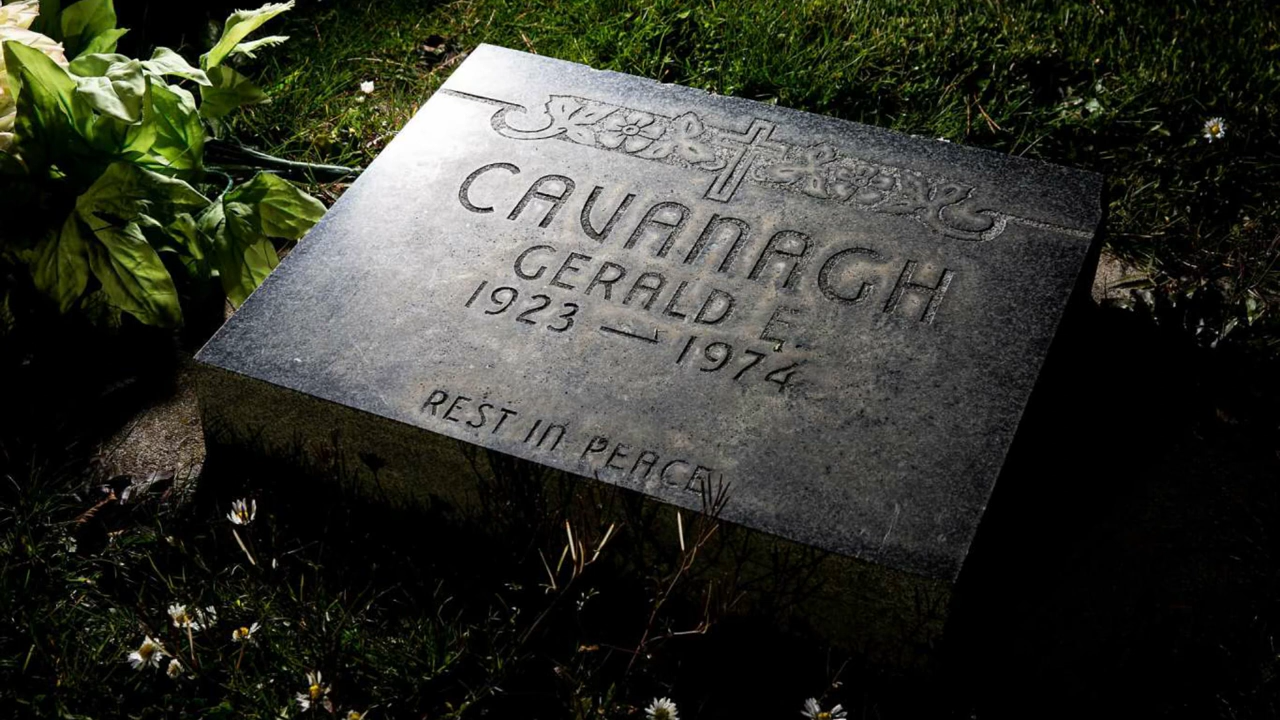 CAVANAGH
GERALD E.
1923 — 1974
REST IN PEACE